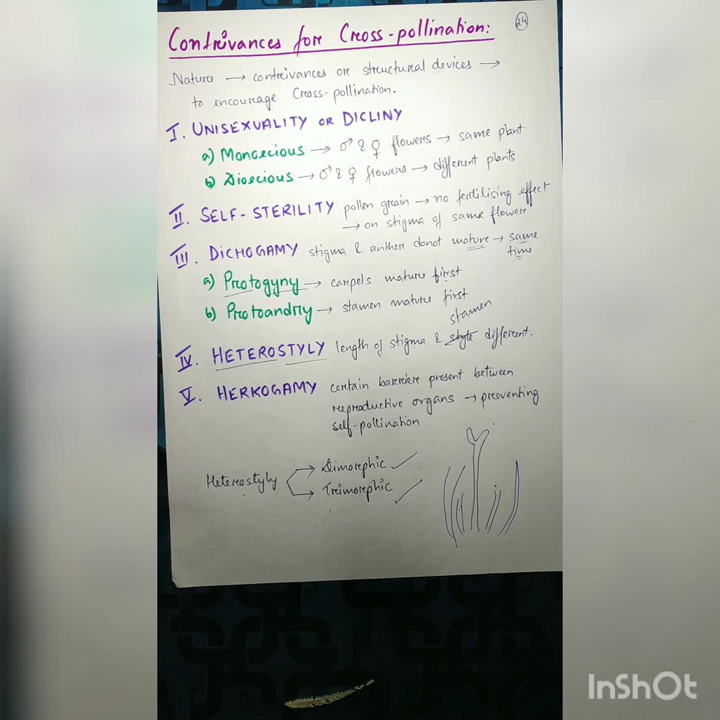 24
Contrivances for Cross-pollination:
Nature → contrivances or structural devices →
to encourage Cross-pollination.
I. UNISEXUALITY OR DICLINY
a) Monoecious → ♂ & ♀ flowers → same plant
b) Dioecious → ♂ & ♀ flowers → different plants
II. SELF-STERILITY pollen grain → no fertilising effect
→ on stigma of same flower
III. DICHOGAMY stigma & anther donot mature → same
time
a) Protogyny → carpels mature first
b) Protoandry → stamen mature first
stamen
IV. HETEROSTYLY length of stigma & style different.
V. HERKOGAMY certain barrier present between
reproductive organs → preventing
self-pollination
Heterostyly
→ Dimorphic ✓
→ Trimorphic ✓
InShOt